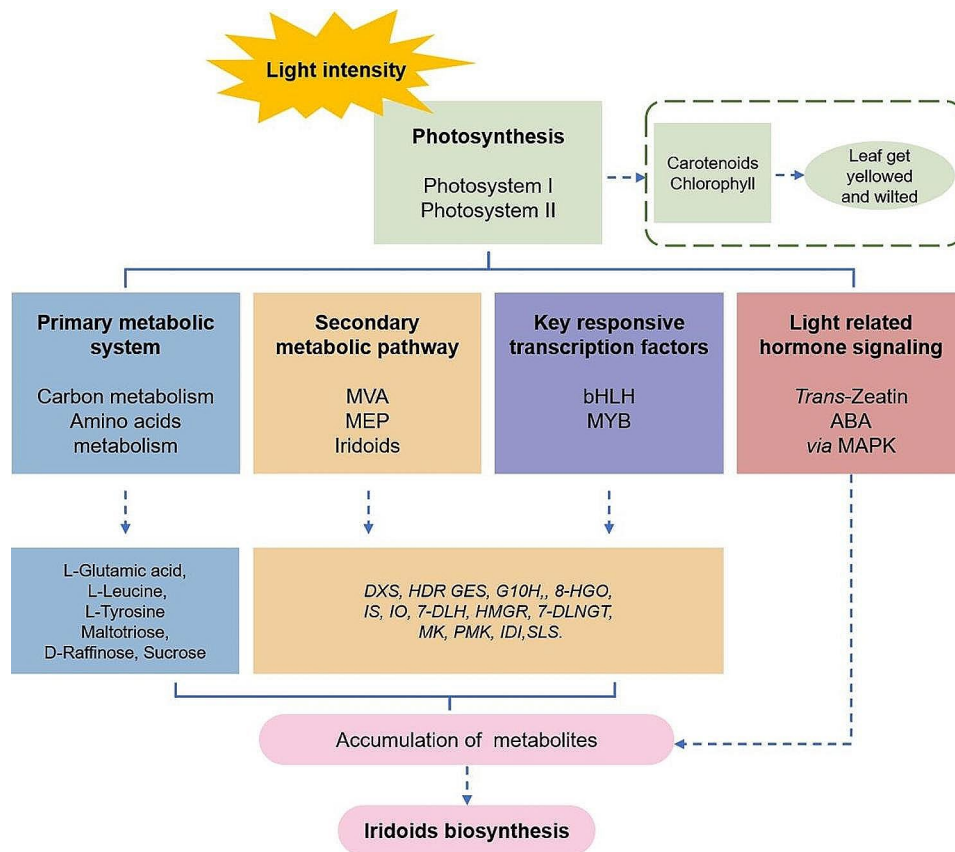 Light intensity
Photosynthesis
Photosystem I
Photosystem II
Carotenoids
Chlorophyll
Leaf get
yellowed
and wilted
Primary metabolic
system
Carbon metabolism
Amino acids
metabolism
Secondary
metabolic pathway
MVA
MEP
Iridoids
Key responsive
transcription factors
bHLH
MYB
Light related
hormone signaling
Trans-Zeatin
ABA
via MAPK
L-Glutamic acid,
L-Leucine,
L-Tyrosine
Maltotriose,
D-Raffinose, Sucrose
DXS, HDR GES, G10H,, 8-HGO,
IS, IO, 7-DLH, HMGR, 7-DLNGT,
MK, PMK, IDI,SLS.
Accumulation of metabolites
Iridoids biosynthesis